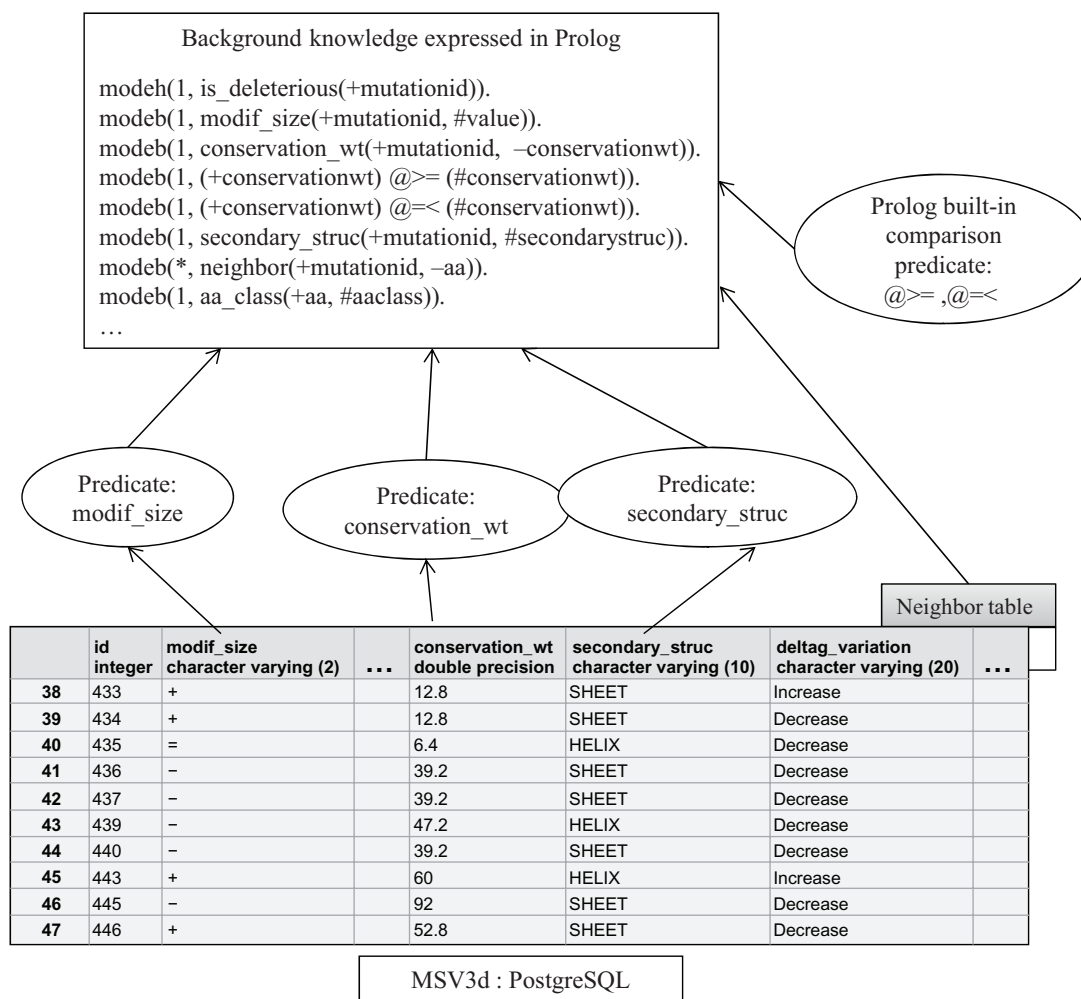 Background knowledge expressed in Prolog
modeh(1, is_deleterious(+mutationid)).
modeb(1, modif_size(+mutationid, #value)).
modeb(1, conservation_wt(+mutationid, –conservationwt)).
modeb(1, (+conservationwt) @>= (#conservationwt)).
modeb(1, (+conservationwt) @=< (#conservationwt)).
modeb(1, secondary_struc(+mutationid, #secondarystruc)).
modeb(*, neighbor(+mutationid, –aa)).
modeb(1, aa_class(+aa, #aaclass)).
…
Prolog built-in
comparison
predicate:
@>= ,@=<
Predicate:
modif_size
Predicate:
conservation_wt
Predicate:
secondary_struc
Neighbor table
id modif_size conservation_wt secondary_struc deltag_variation
integer character varying (2) ... double precision character varying (10) character varying (20) ...
38 433 + 12.8 SHEET Increase
39 434 + 12.8 SHEET Decrease
40 435 = 6.4 HELIX Decrease
41 436 – 39.2 SHEET Decrease
42 437 – 39.2 SHEET Decrease
43 439 – 47.2 HELIX Decrease
44 440 – 39.2 SHEET Decrease
45 443 + 60 HELIX Increase
46 445 – 92 SHEET Decrease
47 446 + 52.8 SHEET Decrease
MSV3d : PostgreSQL